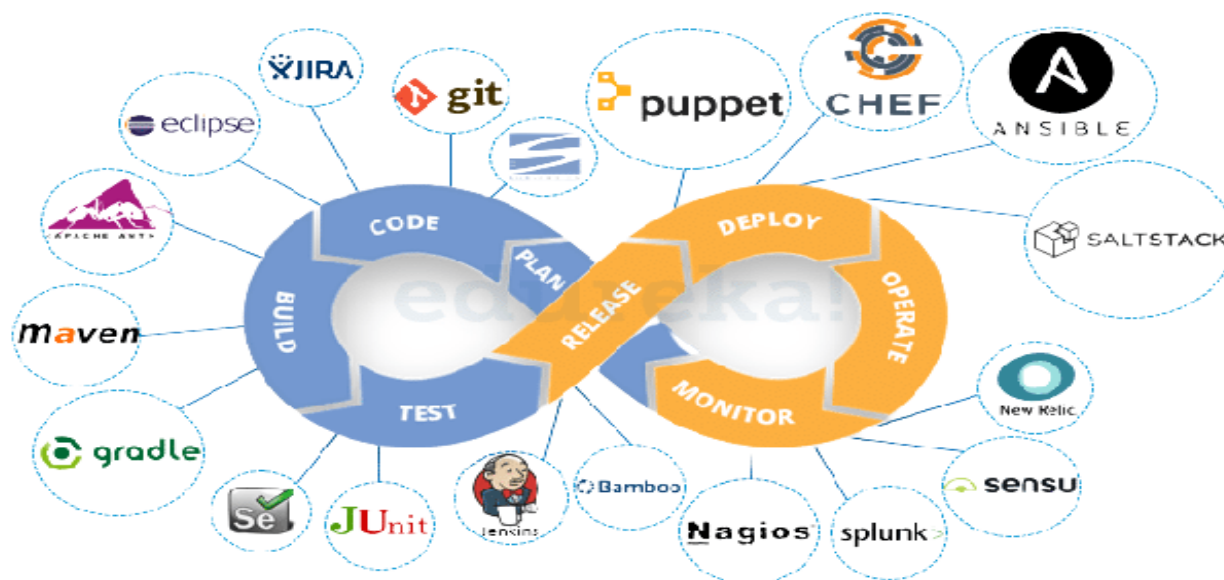 JIRA
git
puppet
CHEF
ANSIBLE
eclipse
APACHE ANT
SALTSTACK
maven
gradle
CODE
PLAN
BUILD
TEST
RELEASE
DEPLOY
OPERATE
MONITOR
edureka!
New Relic.
sensu
Se
JUnit
Jenkins
Bamboo
Nagios
splunk>